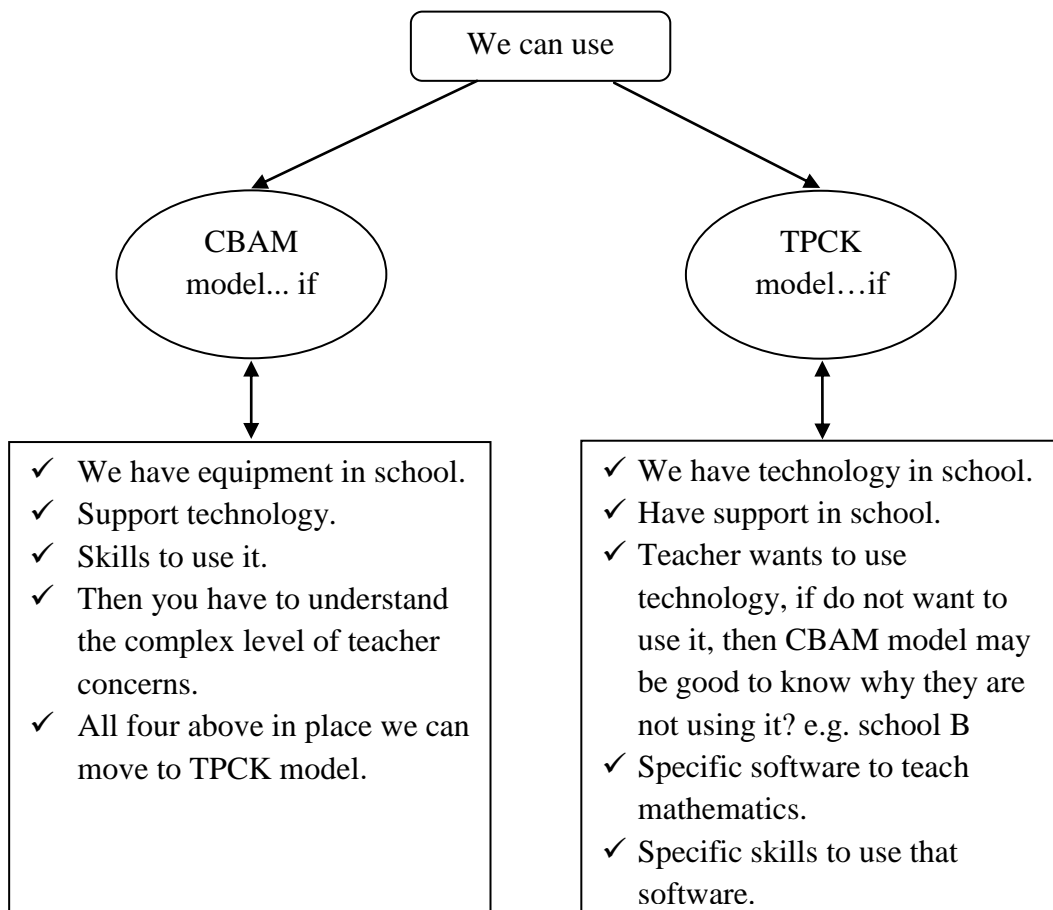 We can use
CBAM
model... if
TPCK
model…if
✓ We have equipment in school.
✓ Support technology.
✓ Skills to use it.
✓ Then you have to understand
the complex level of teacher
concerns.
✓ All four above in place we can
move to TPCK model.
✓ We have technology in school.
✓ Have support in school.
✓ Teacher wants to use
technology, if do not want to
use it, then CBAM model may
be good to know why they are
not using it? e.g. school B
✓ Specific software to teach
mathematics.
✓ Specific skills to use that
software.